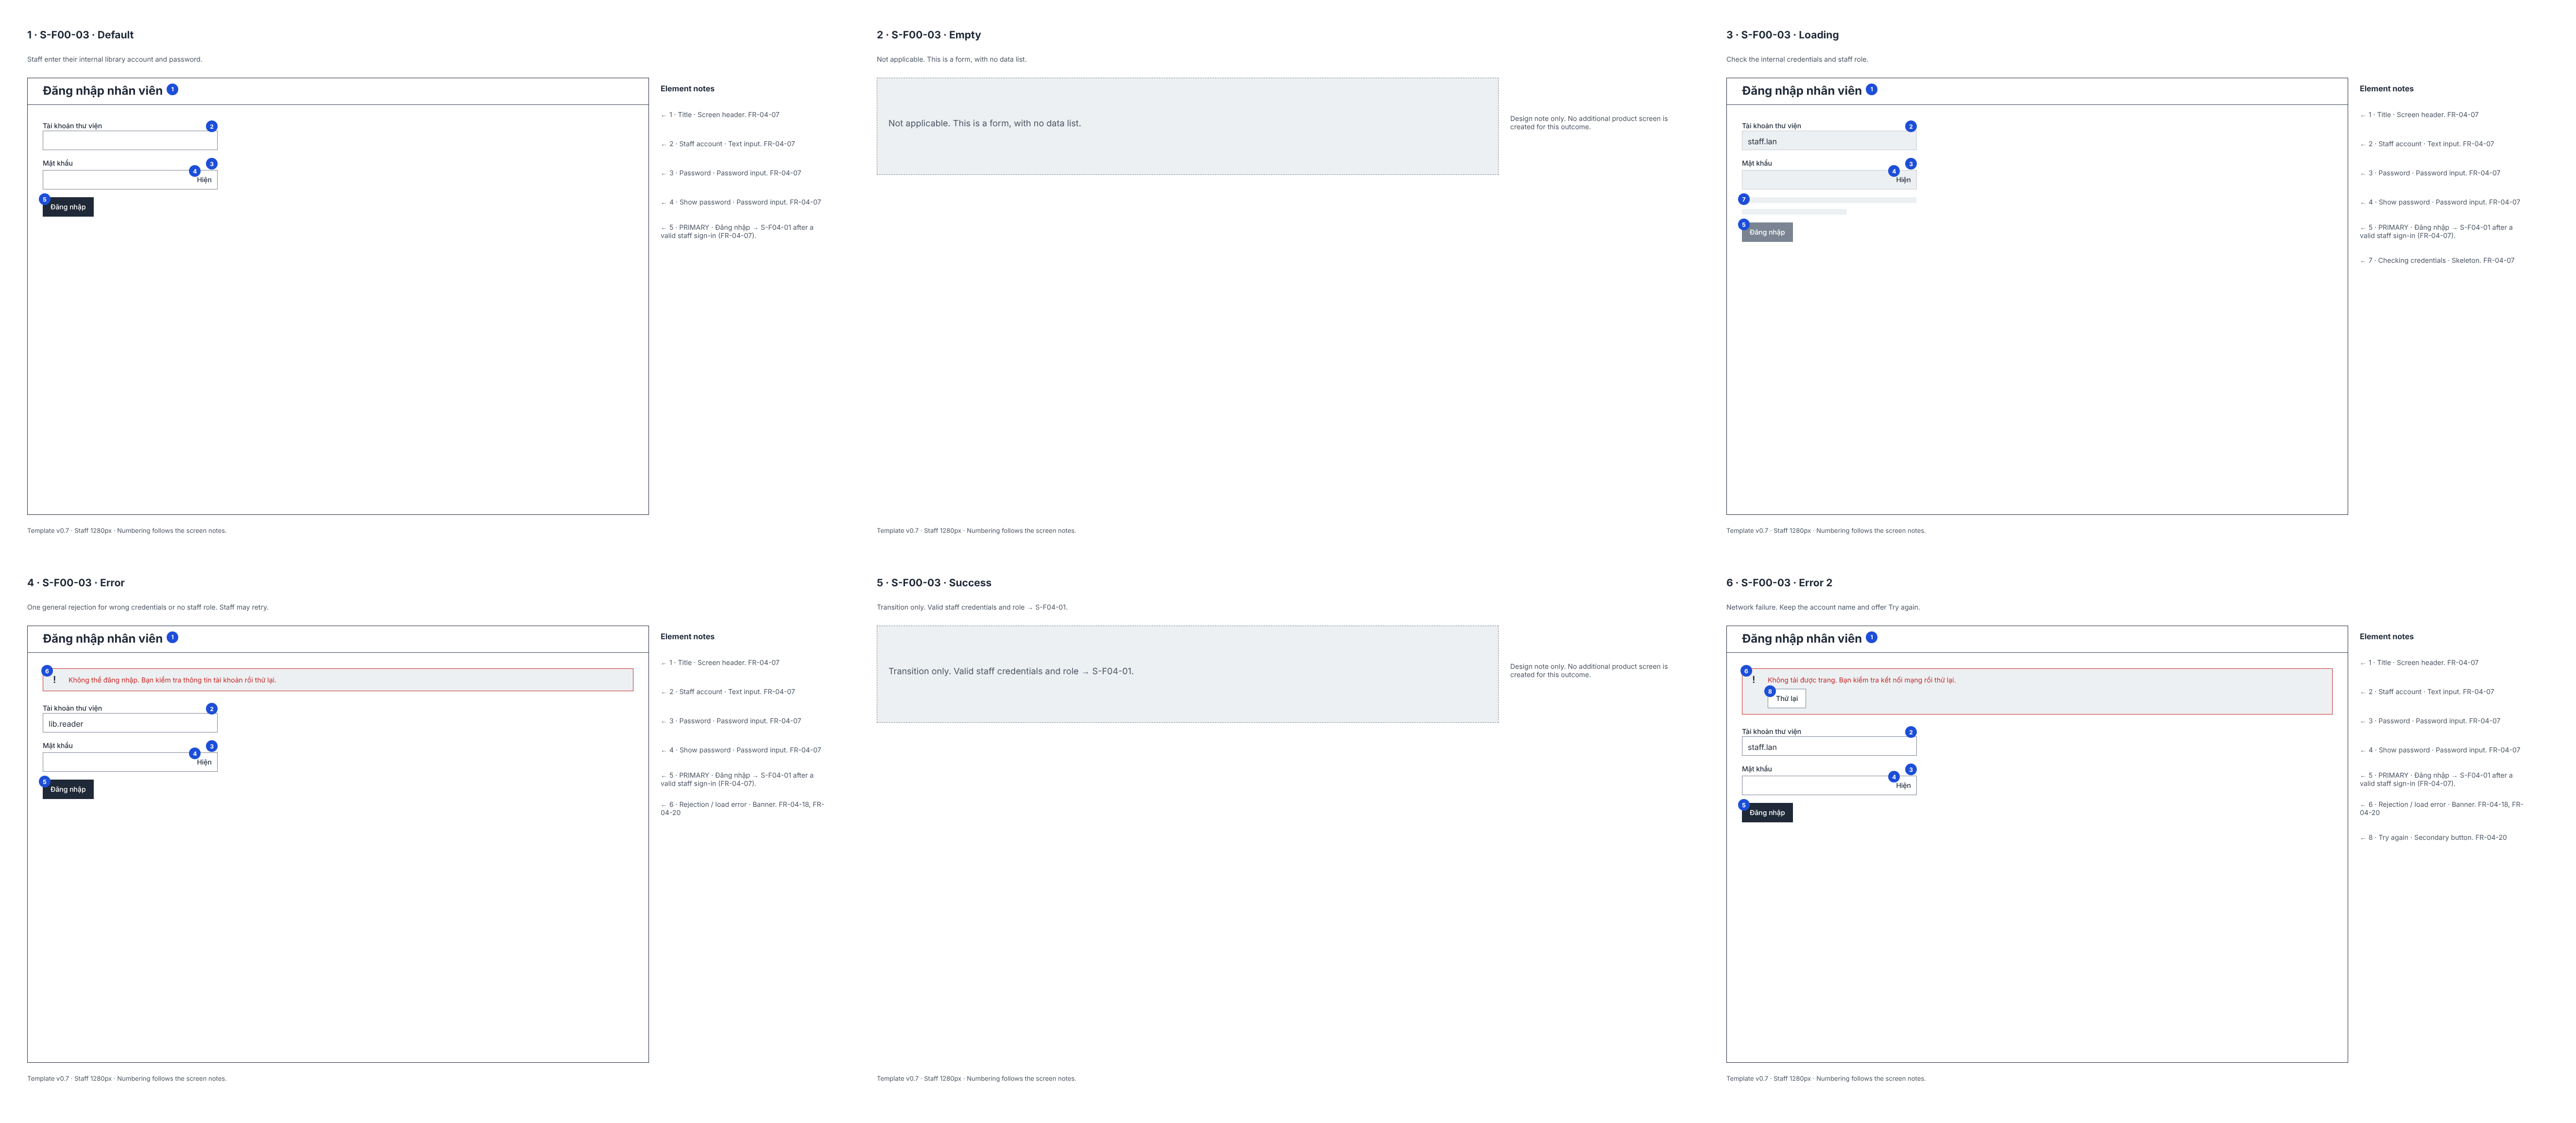 1 · S-F00-03 · Default
Staff enter their internal library account and password.
Đăng nhập nhân viên 1
Tài khoản thư viện 2
Mật khẩu 3
4 Hiện
5 Đăng nhập
Element notes
← 1 · Title · Screen header. FR-04-07
← 2 · Staff account · Text input. FR-04-07
← 3 · Password · Password input. FR-04-07
← 4 · Show password · Password input. FR-04-07
← 5 · PRIMARY · Đăng nhập → S-F04-01 after a
valid staff sign-in (FR-04-07).
Template v0.7 · Staff 1280px · Numbering follows the screen notes.
2 · S-F00-03 · Empty
Not applicable. This is a form, with no data list.
Not applicable. This is a form, with no data list.
Design note only. No additional product screen is
created for this outcome.
Template v0.7 · Staff 1280px · Numbering follows the screen notes.
3 · S-F00-03 · Loading
Check the internal credentials and staff role.
Đăng nhập nhân viên 1
Tài khoản thư viện 2
staff.lan
Mật khẩu 3
4 Hiện
7
5 Đăng nhập
Element notes
← 1 · Title · Screen header. FR-04-07
← 2 · Staff account · Text input. FR-04-07
← 3 · Password · Password input. FR-04-07
← 4 · Show password · Password input. FR-04-07
← 5 · PRIMARY · Đăng nhập → S-F04-01 after a
valid staff sign-in (FR-04-07).
← 7 · Checking credentials · Skeleton. FR-04-07
Template v0.7 · Staff 1280px · Numbering follows the screen notes.
4 · S-F00-03 · Error
One general rejection for wrong credentials or no staff role. Staff may retry.
Đăng nhập nhân viên 1
6
! Không thể đăng nhập. Bạn kiểm tra thông tin tài khoản rồi thử lại.
Tài khoản thư viện 2
lib.reader
Mật khẩu 3
4 Hiện
5 Đăng nhập
Element notes
← 1 · Title · Screen header. FR-04-07
← 2 · Staff account · Text input. FR-04-07
← 3 · Password · Password input. FR-04-07
← 4 · Show password · Password input. FR-04-07
← 5 · PRIMARY · Đăng nhập → S-F04-01 after a
valid staff sign-in (FR-04-07).
← 6 · Rejection / load error · Banner. FR-04-18, FR-
04-20
Template v0.7 · Staff 1280px · Numbering follows the screen notes.
5 · S-F00-03 · Success
Transition only. Valid staff credentials and role → S-F04-01.
Transition only. Valid staff credentials and role → S-F04-01.
Design note only. No additional product screen is
created for this outcome.
Template v0.7 · Staff 1280px · Numbering follows the screen notes.
6 · S-F00-03 · Error 2
Network failure. Keep the account name and offer Try again.
Đăng nhập nhân viên 1
6
! Không tải được trang. Bạn kiểm tra kết nối mạng rồi thử lại.
8 Thử lại
Tài khoản thư viện 2
staff.lan
Mật khẩu 3
4 Hiện
5 Đăng nhập
Element notes
← 1 · Title · Screen header. FR-04-07
← 2 · Staff account · Text input. FR-04-07
← 3 · Password · Password input. FR-04-07
← 4 · Show password · Password input. FR-04-07
← 5 · PRIMARY · Đăng nhập → S-F04-01 after a
valid staff sign-in (FR-04-07).
← 6 · Rejection / load error · Banner. FR-04-18, FR-
04-20
← 8 · Try again · Secondary button. FR-04-20
Template v0.7 · Staff 1280px · Numbering follows the screen notes.